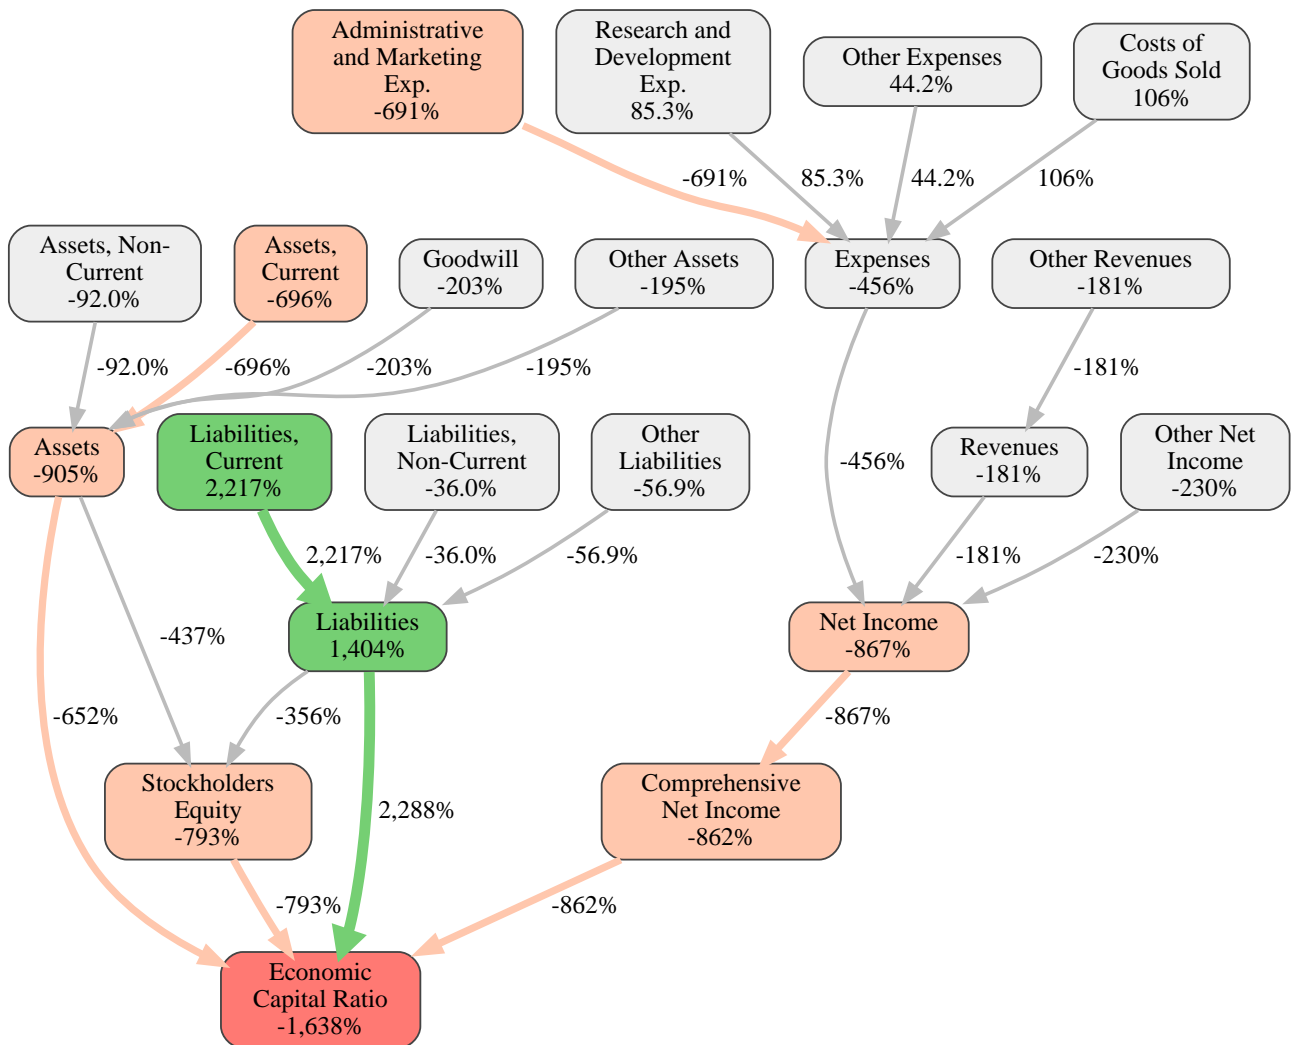 Administrative
and Marketing
Exp.
-691%
Research and
Development
Exp.
85.3%
Other Expenses
44.2%
Costs of
Goods Sold
106%
-691%
85.3%
44.2%
106%
Assets, Non-
Current
-92.0%
Assets,
Current
-696%
Goodwill
-203%
Other Assets
-195%
Expenses
-456%
Other Revenues
-181%
-92.0%
-696%
-203%
-195%
-181%
Assets
-905%
Liabilities,
Current
2,217%
Liabilities,
Non-Current
-36.0%
Other
Liabilities
-56.9%
-456%
Revenues
-181%
Other Net
Income
-230%
2,217%
-36.0%
-56.9%
-181%
-230%
-437%
Liabilities
1,404%
Net Income
-867%
-652%
-356%
-867%
Stockholders
Equity
-793%
2,288%
Comprehensive
Net Income
-862%
-793%
-862%
Economic
Capital Ratio
-1,638%